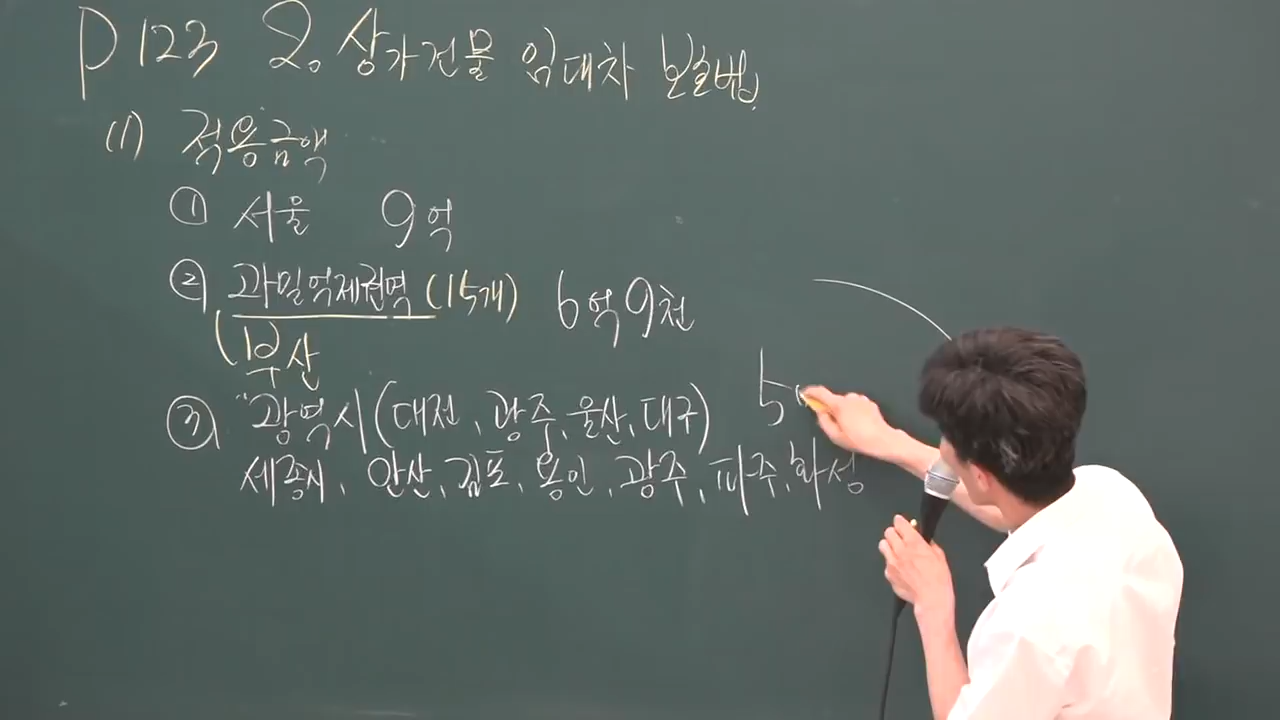 P 123 2. 상가건물 임대차 보호법
(1) 적용금액
① 서울 9억
② 과밀억제권역 (15개) 6억9천
(부산
③ "광역시 (대전, 광주, 울산, 대구) 5
세종시, 안산, 김포, 용인, 광주, 파주, 화성